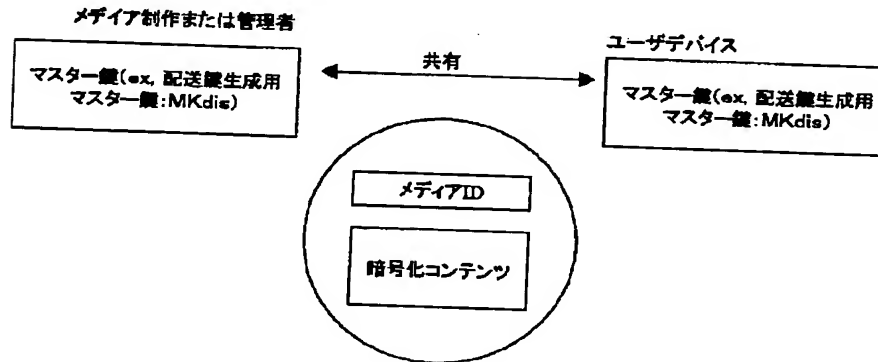 メデイア制作または管理者
マスター鍵(ex, 配送鍵生成用
マスター鍵:MKdis)
共有
ユーザデバイス
マスター鍵(ex, 配送鍵生成用
マスター鍵:MKdis)
メディアID
暗号化コンテンツ